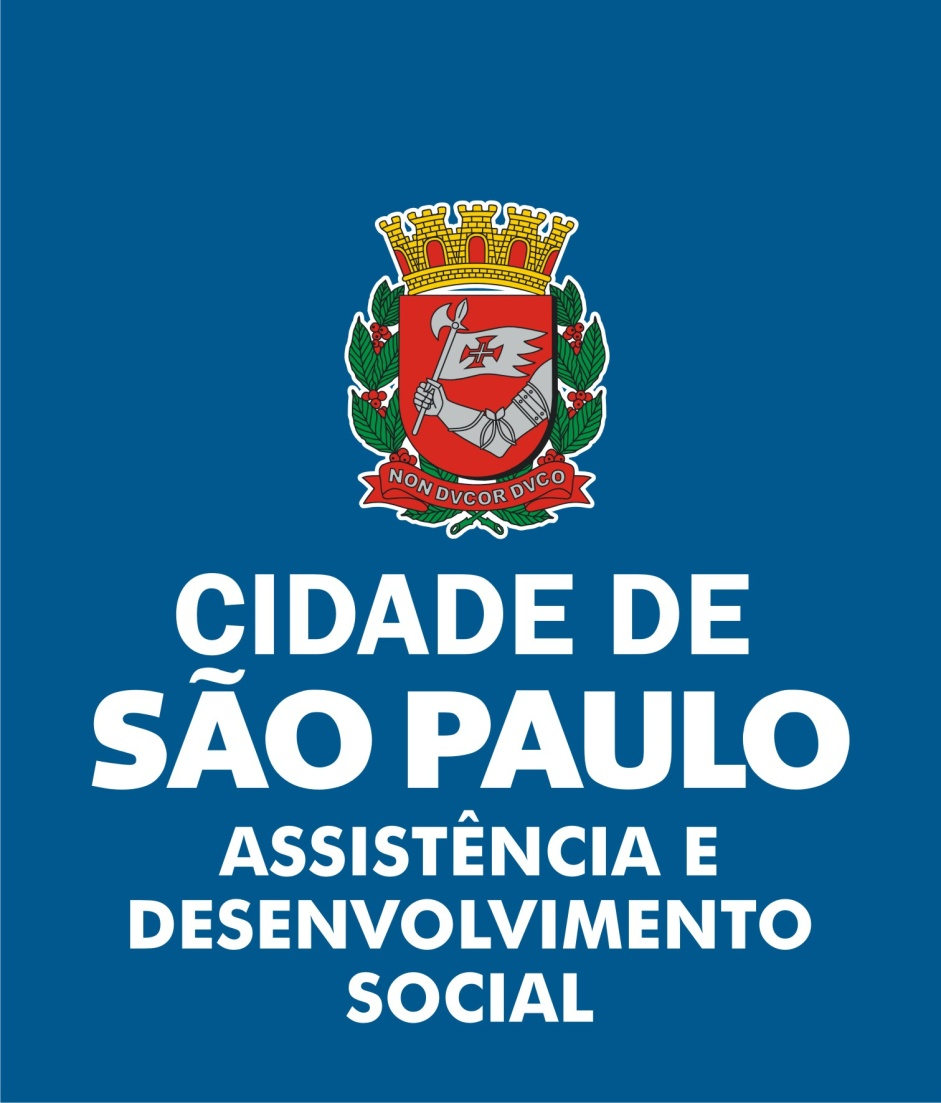 NON DVCOR DVCO
CIDADE DE
SÃO PAULO
ASSISTÊNCIA E
DESENVOLVIMENTO
SOCIAL